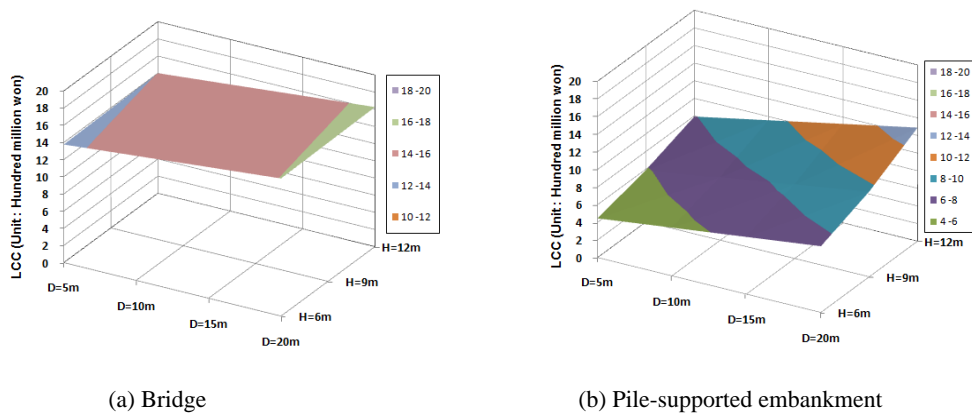 LCC (Unit : Hundred million won)
20
18
16
14
12
10
8
6
4
2
0
D=5m
D=10m
D=15m
D=20m
H=6m
H=9m
H=12m
18-20
16-18
14-16
12-14
10-12
(a) Bridge
LCC (Unit : Hundred million won)
20
18
16
14
12
10
8
6
4
2
0
D=5m
D=10m
D=15m
D=20m
H=6m
H=9m
H=12m
18-20
16-18
14-16
12-14
10-12
8-10
6-8
4-6
(b) Pile-supported embankment